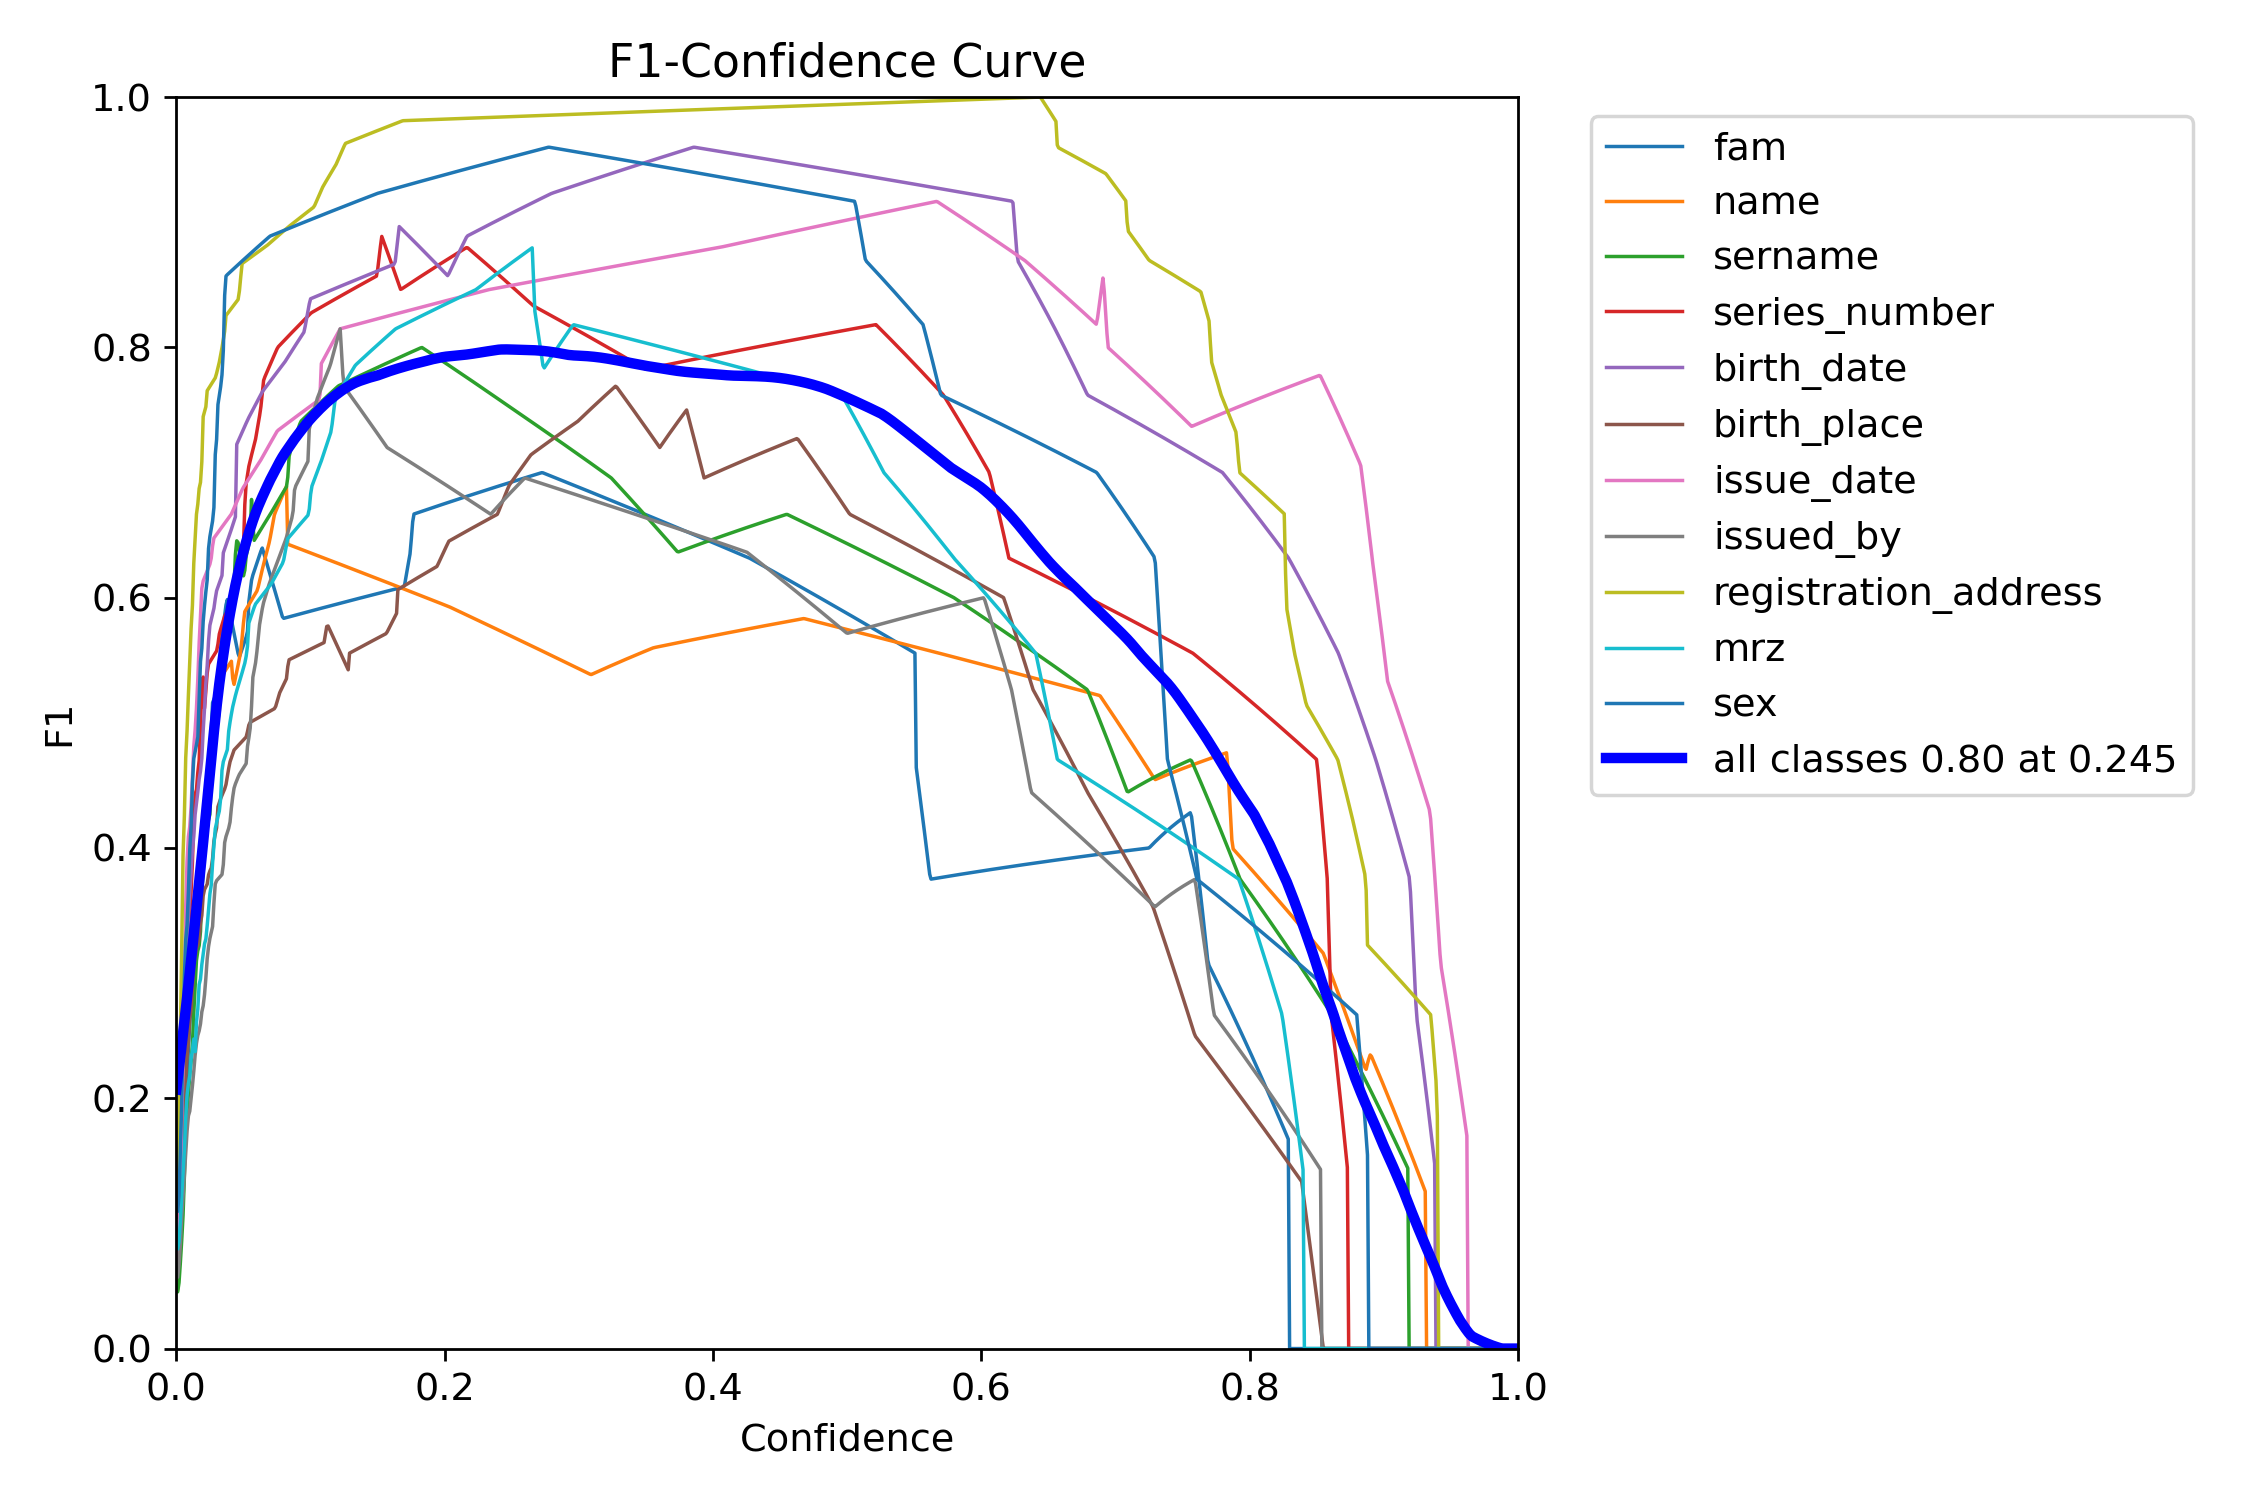 F1-Confidence Curve
1.0
0.8
0.6
0.4
0.2
0.0
F1
0.0 0.2 0.4 0.6 0.8 1.0
Confidence
fam
name
sername
series_number
birth_date
birth_place
issue_date
issued_by
registration_address
mrz
sex
all classes 0.80 at 0.245